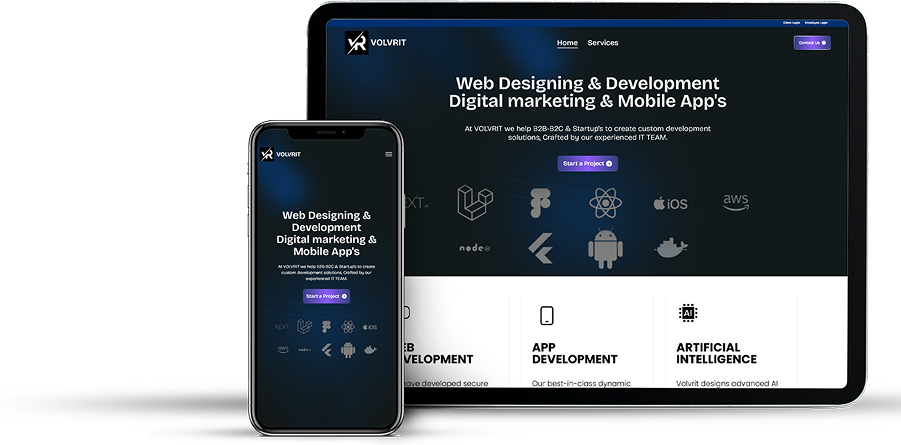 Client Login Employee Login
VR VOLVRIT
Home Services
Contact Us
Web Designing & Development
Digital marketing & Mobile App's
At VOLVRIT we help B2B-B2C & Startup's to create custom development
solutions, Crafted by our experienced IT TEAM.
Start a Project
iOS
aws
node
APP
DEVELOPMENT
Our best-in-class dynamic
ARTIFICIAL
INTELLIGENCE
Volvrit designs advanced AI
AI
EB
VELOPMENT
have developed secure
VR VOLVRIT
Web Designing &
Development
Digital marketing &
Mobile App's
At VOLVRIT we help B2B-B2C & Startup's to create
custom development solutions, Crafted by our
experienced IT TEAM.
Start a Project
NEXT
iOS
aws
node